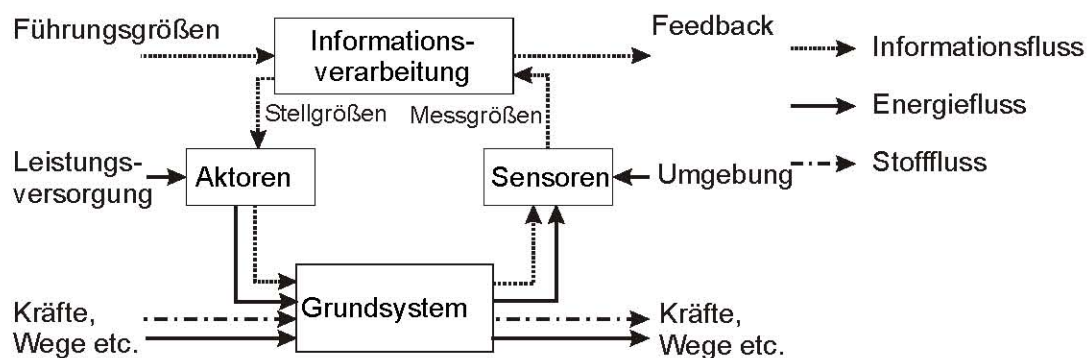 Führungsgrößen
Informations-
verarbeitung
Feedback
Informationsfluss
Energiefluss
Stofffluss
Stellgrößen
Messgrößen
Leistungs-
versorgung
Aktoren
Sensoren
Umgebung
Grundsystem
Kräfte,
Wege etc.
Kräfte,
Wege etc.